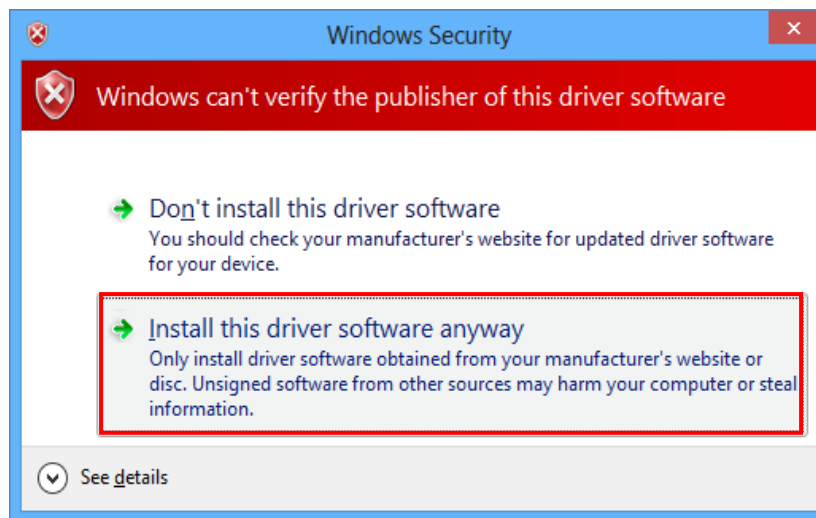 Windows Security
Windows can't verify the publisher of this driver software
Don't install this driver software
You should check your manufacturer's website for updated driver software
for your device.
Install this driver software anyway
Only install driver software obtained from your manufacturer's website or
disc. Unsigned software from other sources may harm your computer or steal
information.
See details